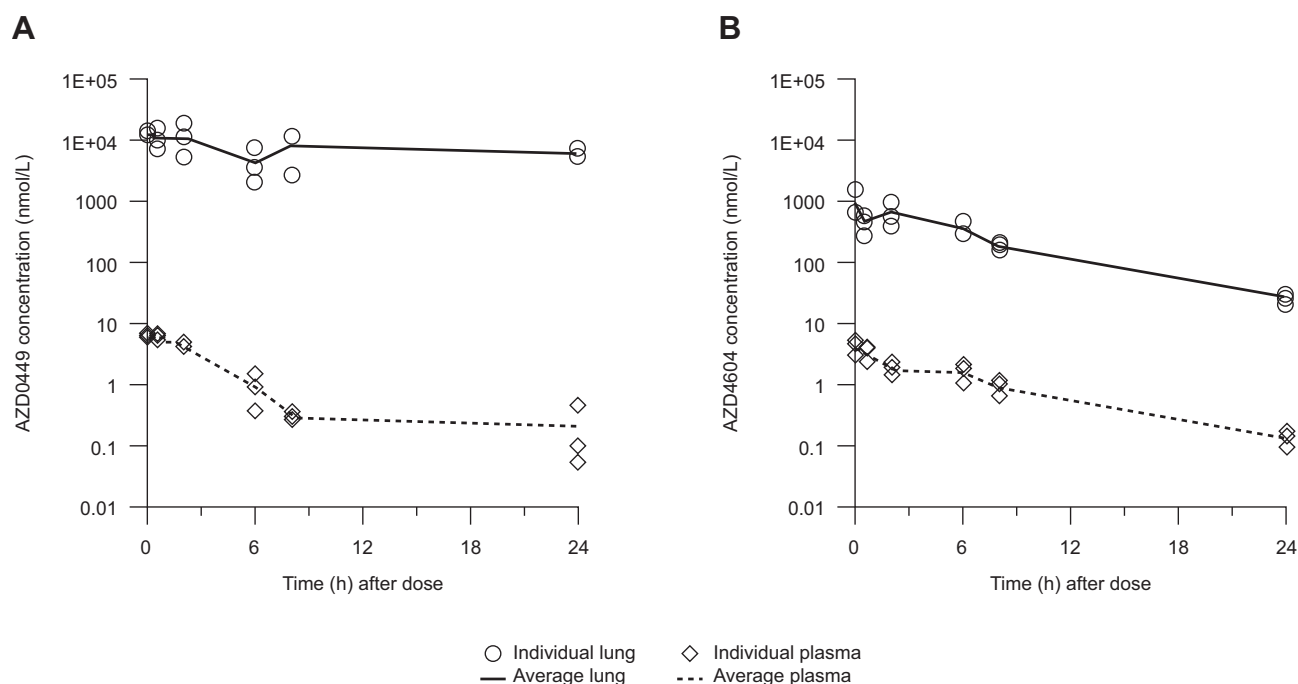 A
AZD0449 concentration (nmol/L)
1E+05
1E+04
1000
100
10
1
0.1
0.01
0
6
12
18
24
Time (h) after dose
B
AZD4604 concentration (nmol/L)
1E+05
1E+04
1000
100
10
1
0.1
0.01
0
6
12
18
24
Time (h) after dose
Individual lung
Individual plasma
Average lung
Average plasma